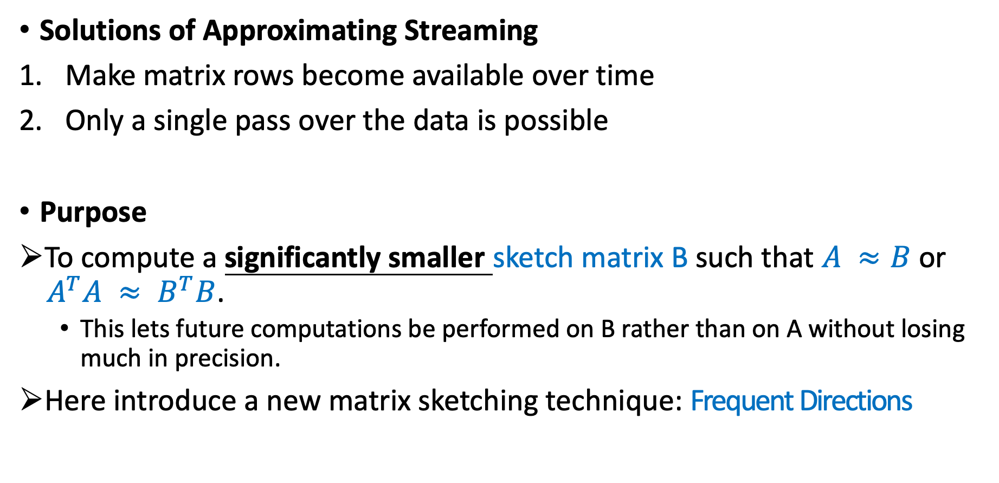 • Solutions of Approximating Streaming
1. Make matrix rows become available over time
2. Only a single pass over the data is possible
• Purpose
➢To compute a significantly smaller sketch matrix B such that A ≈ B or
AᵀA ≈ BᵀB.
• This lets future computations be performed on B rather than on A without losing
much in precision.
➢Here introduce a new matrix sketching technique: Frequent Directions